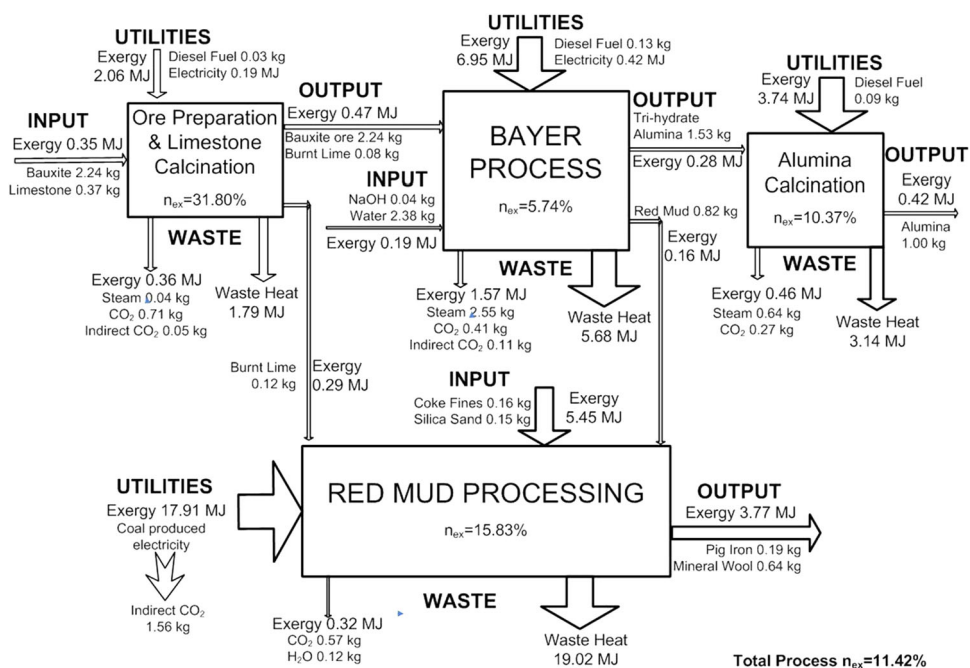 UTILITIES
Exergy 2.06 MJ
Diesel Fuel 0.03 kg
Electricity 0.19 MJ
INPUT
Exergy 0.35 MJ
Bauxite 2.24 kg
Limestone 0.37 kg
Ore Preparation
& Limestone
Calcination
nex=31.80%
OUTPUT
Exergy 0.47 MJ
Bauxite ore 2.24 kg
Burnt Lime 0.08 kg
WASTE
Exergy 0.36 MJ
Steam 0.04 kg
CO2 0.71 kg
Indirect CO2 0.05 kg
Waste Heat
1.79 MJ
UTILITIES
Exergy
6.95 MJ
Diesel Fuel 0.13 kg
Electricity 0.42 MJ
INPUT
NaOH 0.04 kg
Water 2.38 kg
Exergy 0.19 MJ
BAYER
PROCESS
nex=5.74%
OUTPUT
Tri-hydrate
Alumina 1.53 kg
Exergy 0.28 MJ
Red Mud 0.82 kg
Exergy
0.16 MJ
WASTE
Exergy 1.57 MJ
Steam 2.55 kg
CO2 0.41 kg
Indirect CO2 0.11 kg
Waste Heat
5.68 MJ
UTILITIES
Exergy
3.74 MJ
Diesel Fuel
0.09 kg
Alumina
Calcination
nex=10.37%
OUTPUT
Exergy
0.42 MJ
Alumina
1.00 kg
WASTE
Exergy 0.46 MJ
Steam 0.64 kg
CO2 0.27 kg
Waste Heat
3.14 MJ
Burnt Lime
0.12 kg
Exergy
0.29 MJ
INPUT
Coke Fines 0.16 kg
Silica Sand 0.15 kg
Exergy
5.45 MJ
UTILITIES
Exergy 17.91 MJ
Coal produced
electricity
Indirect CO2
1.56 kg
RED MUD PROCESSING
nex=15.83%
OUTPUT
Exergy 3.77 MJ
Pig Iron 0.19 kg
Mineral Wool 0.64 kg
WASTE
Exergy 0.32 MJ
CO2 0.57 kg
H2O 0.12 kg
Waste Heat
19.02 MJ
Total Process nex=11.42%